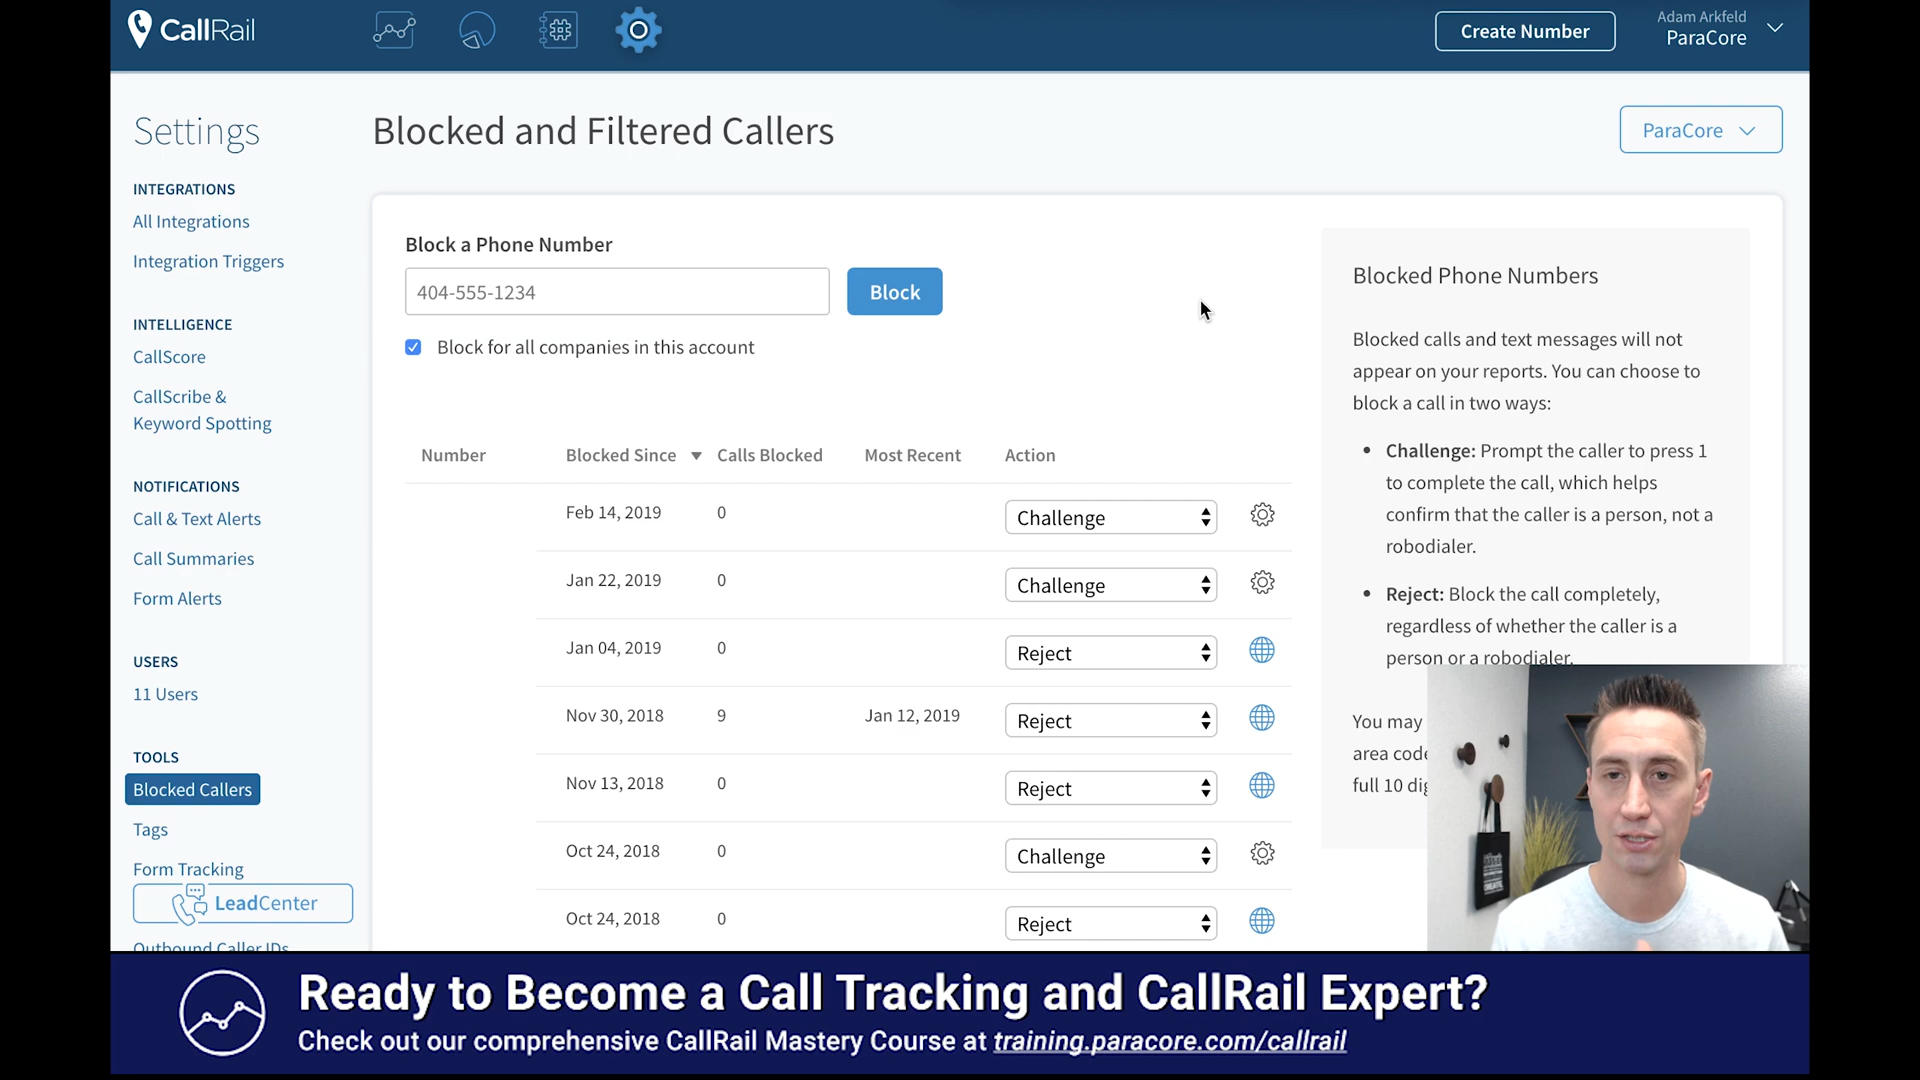 CallRail
Create Number
Adam Arkfeld
ParaCore
Settings
INTEGRATIONS
All Integrations
Integration Triggers
INTELLIGENCE
CallScore
CallScribe &
Keyword Spotting
NOTIFICATIONS
Call & Text Alerts
Call Summaries
Form Alerts
USERS
11 Users
TOOLS
Blocked Callers
Tags
Form Tracking
LeadCenter
Outbound Caller IDs
Blocked and Filtered Callers
ParaCore
Block a Phone Number
404-555-1234
Block
Block for all companies in this account
Number Blocked Since Calls Blocked Most Recent Action
Feb 14, 2019 0 Challenge
Jan 22, 2019 0 Challenge
Jan 04, 2019 0 Reject
Nov 30, 2018 9 Jan 12, 2019 Reject
Nov 13, 2018 0 Reject
Oct 24, 2018 0 Challenge
Oct 24, 2018 0 Reject
Blocked Phone Numbers
Blocked calls and text messages will not
appear on your reports. You can choose to
block a call in two ways:
Challenge: Prompt the caller to press 1
to complete the call, which helps
confirm that the caller is a person, not a
robodialer.
Reject: Block the call completely,
regardless of whether the caller is a
person or a robodialer.
You may
area code
full 10 dig
Ready to Become a Call Tracking and CallRail Expert?
Check out our comprehensive CallRail Mastery Course at training.paracore.com/callrail